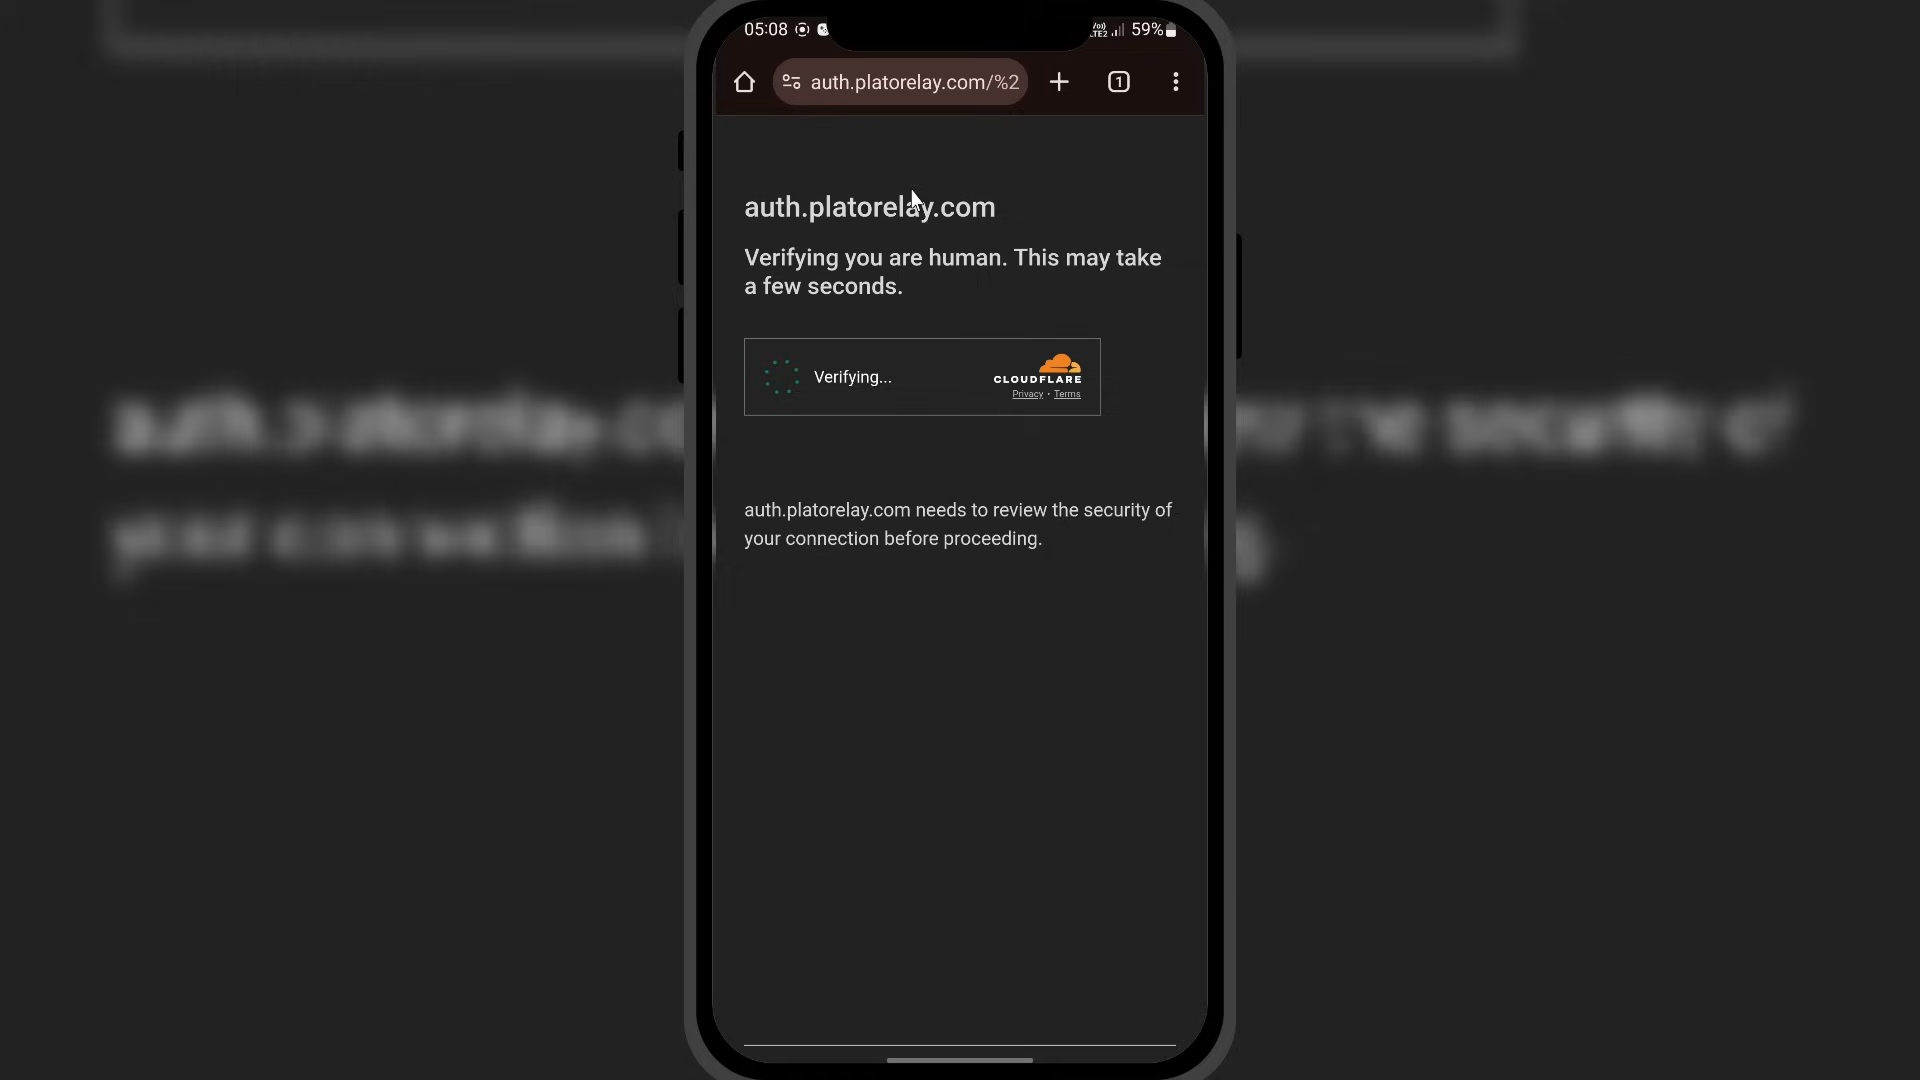 05:08
59%
auth.platorelay.com/%2
1
auth.platorelay.com
Verifying you are human. This may take
a few seconds.
Verifying...
CLOUDFLARE
Privacy · Terms
auth.platorelay.com needs to review the security of
your connection before proceeding.